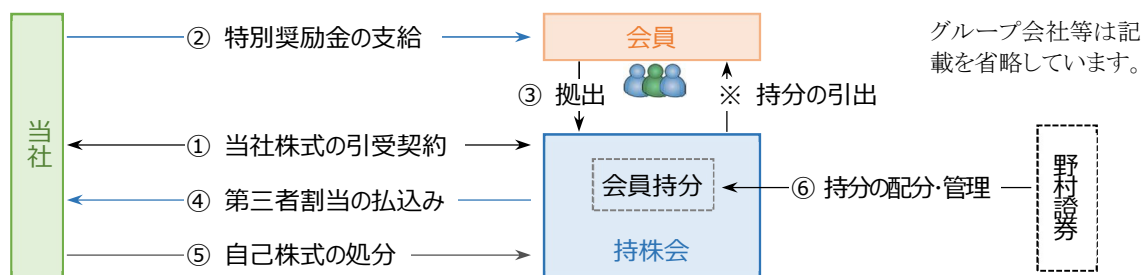 ② 特別奨励金の支給
会員
グループ会社等は記
載を省略しています。
③ 拠出
※ 持分の引出
当社
① 当社株式の引受契約
会員持分
⑥ 持分の配分・管理
野村證券
④ 第三者割当の払込み
⑤ 自己株式の処分
持株会